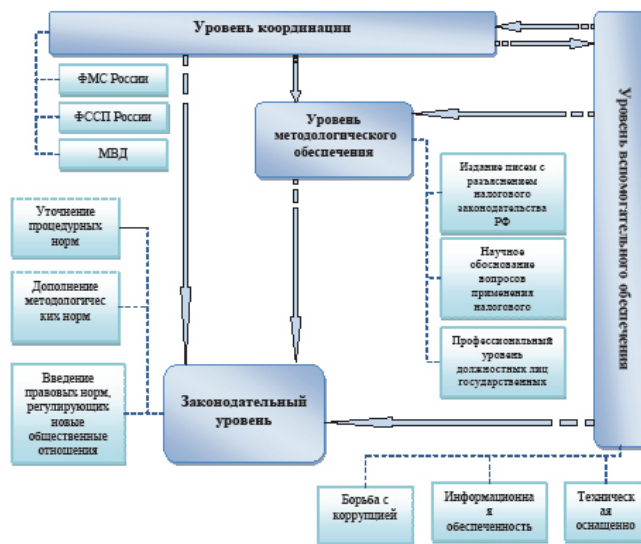 Уровень координации
ФМС России
ФССП России
МВД
Уровень
методологического
обеспечения
Уровень вспомогательного обеспечения
Издание писем с
разъяснением
налогового
законодательства
РФ
Научное
обоснование
вопросов
применения
налогового
Профессиональный
уровень
должностных лиц
государственных
Уточнение
процедурных
норм
Дополнение
методологичес
ких норм
Введение
правовых норм,
регулирующих
новые
общественные
отношения
Законодательный
уровень
Борьба с
коррупцией
Информационна
я
обеспеченность
Техническ
ая
оснащенно